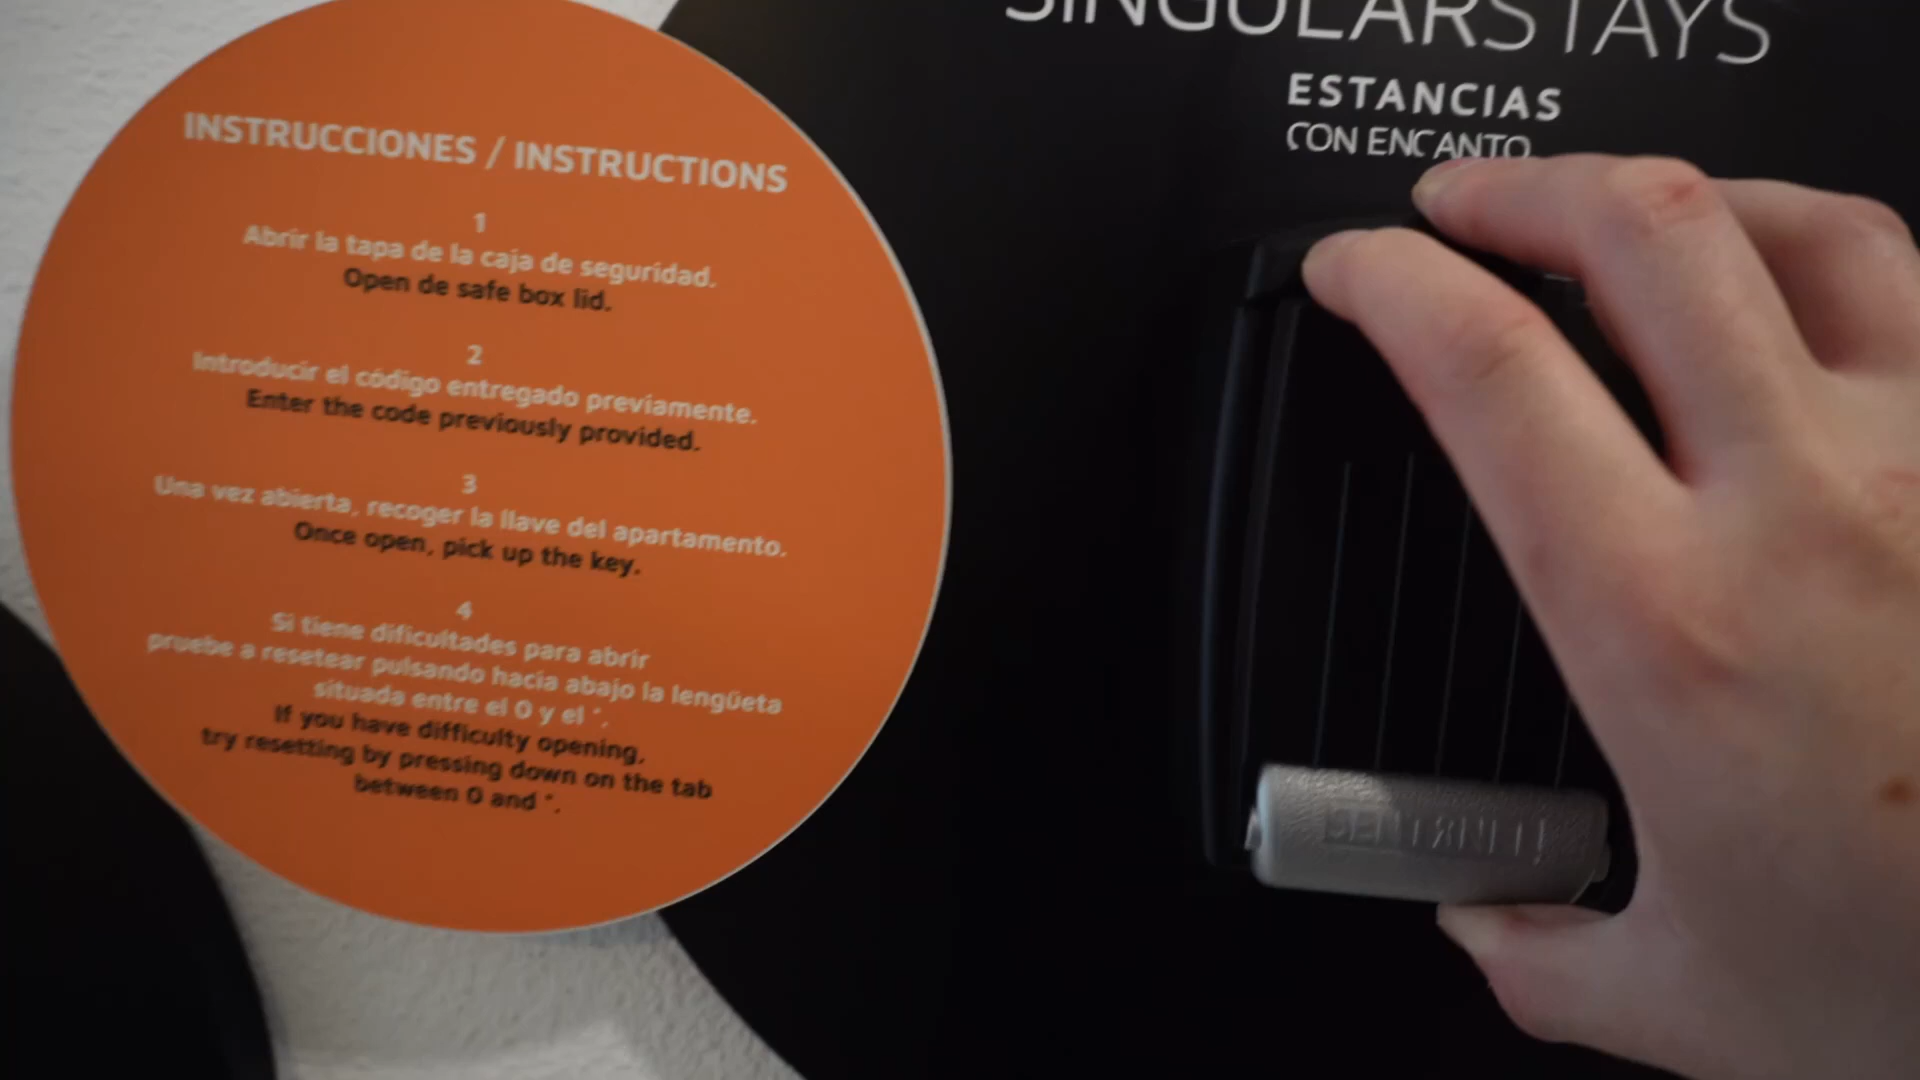 INSTRUCCIONES / INSTRUCTIONS
1
Abrir la tapa de la caja de seguridad.
Open de safe box lid.
2
Introducir el código entregado previamente.
Enter the code previously provided.
3
Una vez abierta, recoger la llave del apartamento.
Once open, pick up the key.
4
Si tiene dificultades para abrir
pruebe a resetear pulsando hacia abajo la lengüeta
situada entre el O y el *.
If you have difficulty opening,
try resetting by pressing down on the tab
between O and *.
SINGULARSTAYS
ESTANCIAS
CON ENCANTO